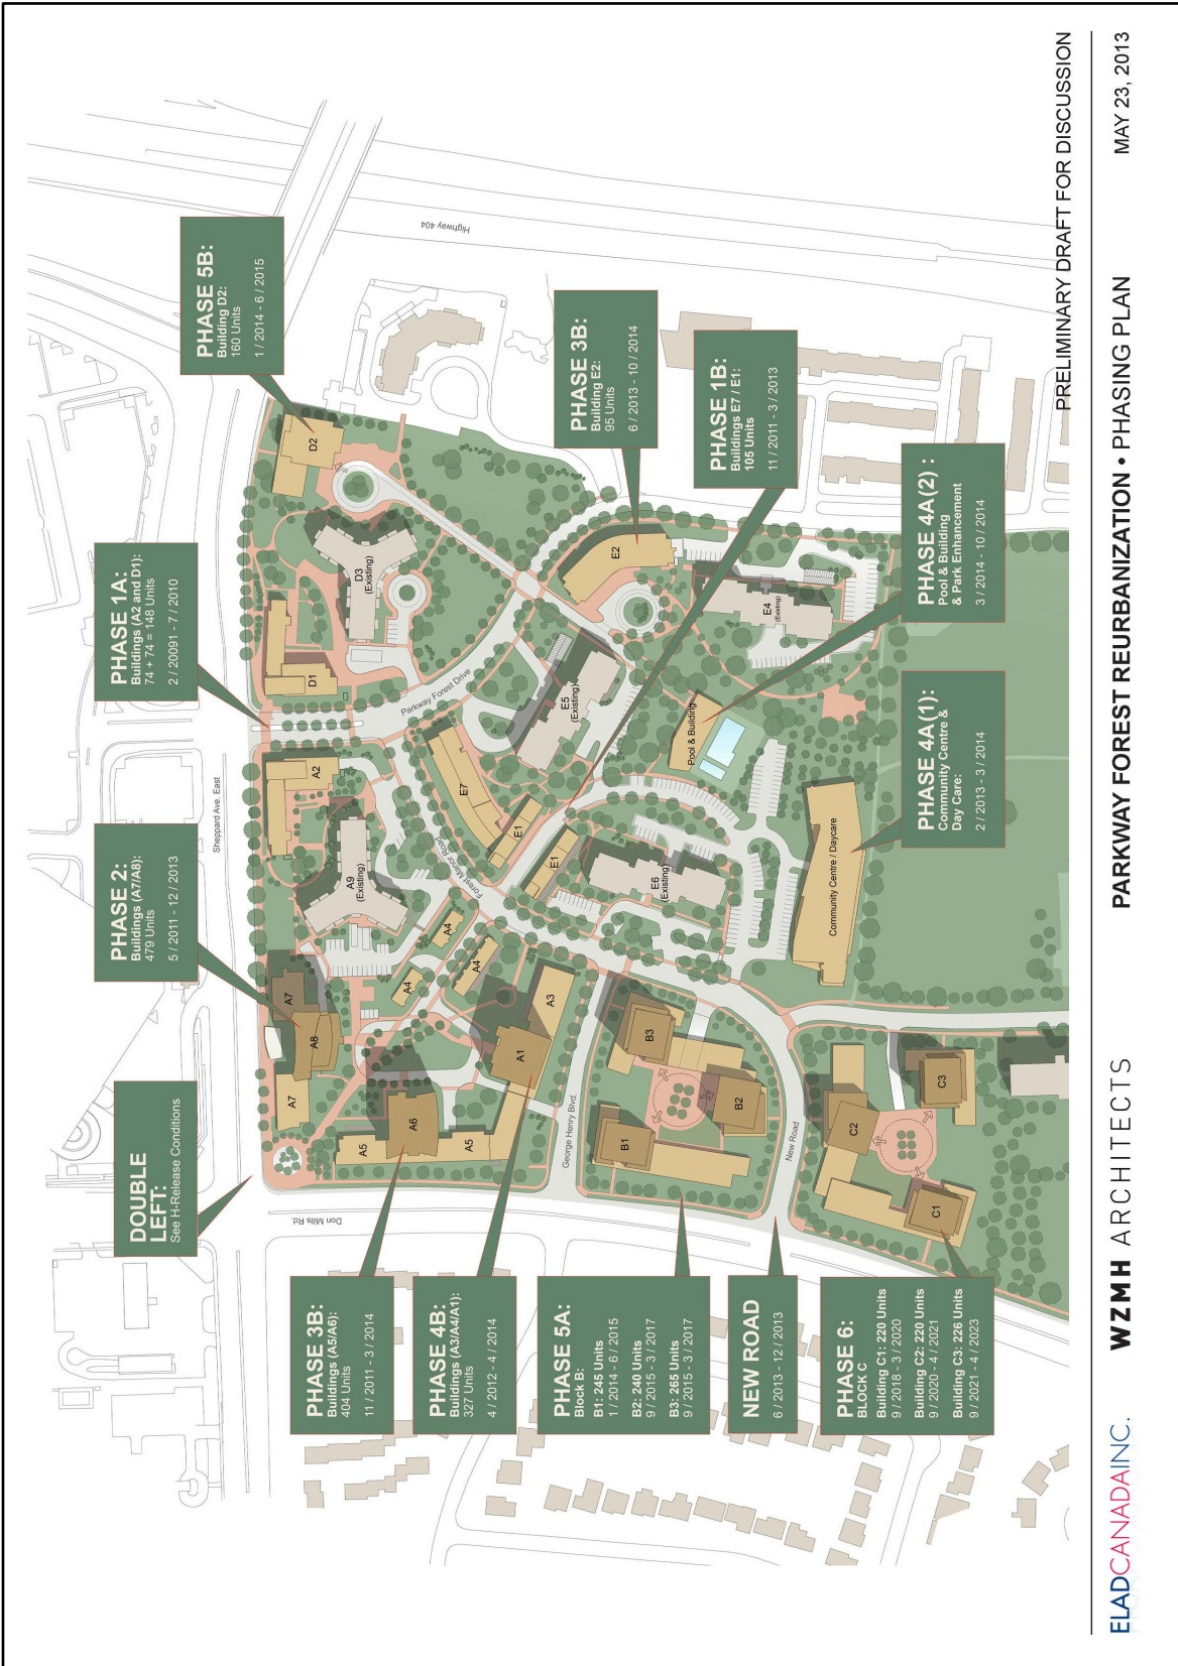 DOUBLE
LEFT:
See H-Release Conditions
PHASE 2:
Buildings (A7/A8):
479 Units
5 / 2011 - 12 / 2013
PHASE 1A:
Buildings (A2 and D1):
74 + 74 = 148 Units
2 / 20091 - 7 / 2010
PHASE 5B:
Building D2:
160 Units
1 / 2014 - 6 / 2015
PHASE 3B:
Buildings (A5/A6):
404 Units
11 / 2011 - 3 / 2014
PHASE 4B:
Buildings (A3/A4/A1):
327 Units
4 / 2012 - 4 / 2014
PHASE 5A:
Block B:
B1: 245 Units
1 / 2014 - 6 / 2015
B2: 240 Units
9 / 2015 - 3 / 2017
B3: 265 Units
9 / 2015 - 3 / 2017
NEW ROAD
6 / 2013 - 12 / 2013
PHASE 6:
BLOCK C
Building C1: 220 Units
9 / 2018 - 3 / 2020
Building C2: 220 Units
9 / 2020 - 4 / 2021
Building C3: 226 Units
9 / 2021 - 4 / 2023
PHASE 3B:
Building E2:
95 Units
6 / 2013 - 10 / 2014
PHASE 1B:
Buildings E7 / E1:
105 Units
11 / 2011 - 3 / 2013
PHASE 4A(2) :
Pool & Building
& Park Enhancement
3 / 2014 - 10 / 2014
PHASE 4A(1):
Community Centre &
Day Care:
2 / 2013 - 3 / 2014
Sheppard Ave. East
Highway 404
Don Mills Rd.
Parkway Forest Drive
Forest Manor Road
George Henry Blvd.
New Road
A7
A8
A7
A5
A6
A5
A1
A3
A4
A4
A4
A9
(Existing)
A2
D1
D3
(Existing)
D2
E7
E1
E1
E5
(Existing)
E2
E4
(Existing)
E6
(Existing)
Pool & Building
Community Centre / Daycare
B1
B2
B3
C1
C2
C3
PRELIMINARY DRAFT FOR DISCUSSION
ELADCANADAINC.
WZMH ARCHITECTS
PARKWAY FOREST REURBANIZATION • PHASING PLAN
MAY 23, 2013